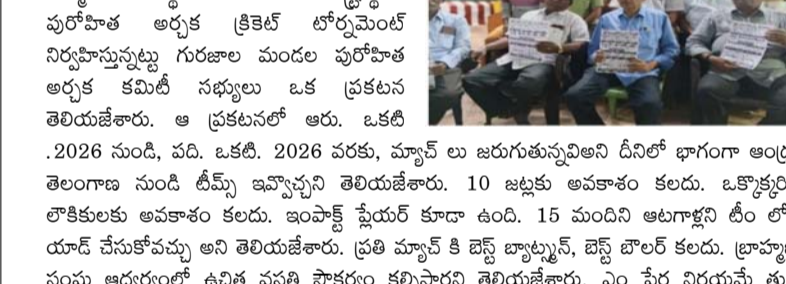 పురోహిత అర్చక క్రికెట్ టోర్నమెంట్
నిర్వహిస్తున్నట్టు గురజాల మండల పురోహిత
అర్చక కమిటీ సభ్యులు ఒక ప్రకటన
తెలియజేశారు. ఆ ప్రకటనలో ఆరు. ఒకటి
.2026 నుండి, పది. ఒకటి. 2026 వరకు, మ్యాచ్ లు జరుగుతున్నవిఅని దీనిలో భాగంగా
తెలంగాణ నుండి టీమ్స్ ఇవ్వొచ్చని తెలియజేశారు. 10 జట్లకు అవకాశం కలదు.
లౌకికులకు అవకాశం కలదు. ఇంపాక్ట్ ప్లేయర్ కూడా ఉంది. 15 మందిని ఆటగాళ్లని టీం లో
యాడ్ చేసుకోవచ్చు అని తెలియజేశారు. ప్రతి మ్యాచ్ కి బెస్ట్ బ్యాట్స్మన్, బెస్ట్ బౌలర్ కలదు.